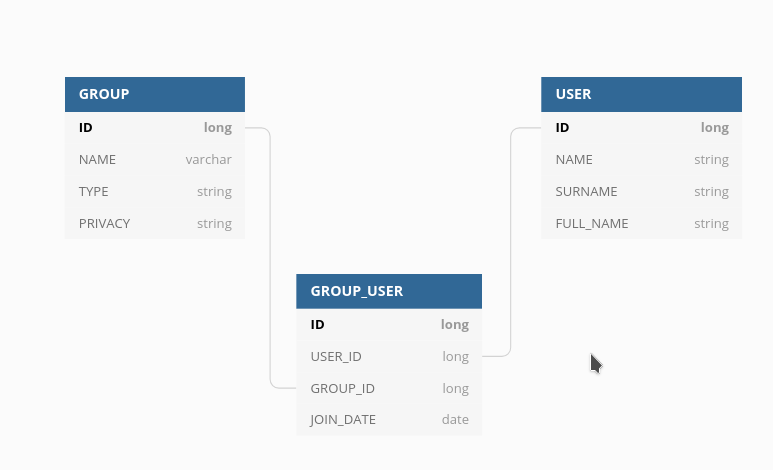 GROUP
ID long
NAME varchar
TYPE string
PRIVACY string
USER
ID long
NAME string
SURNAME string
FULL_NAME string
GROUP_USER
ID long
USER_ID long
GROUP_ID long
JOIN_DATE date